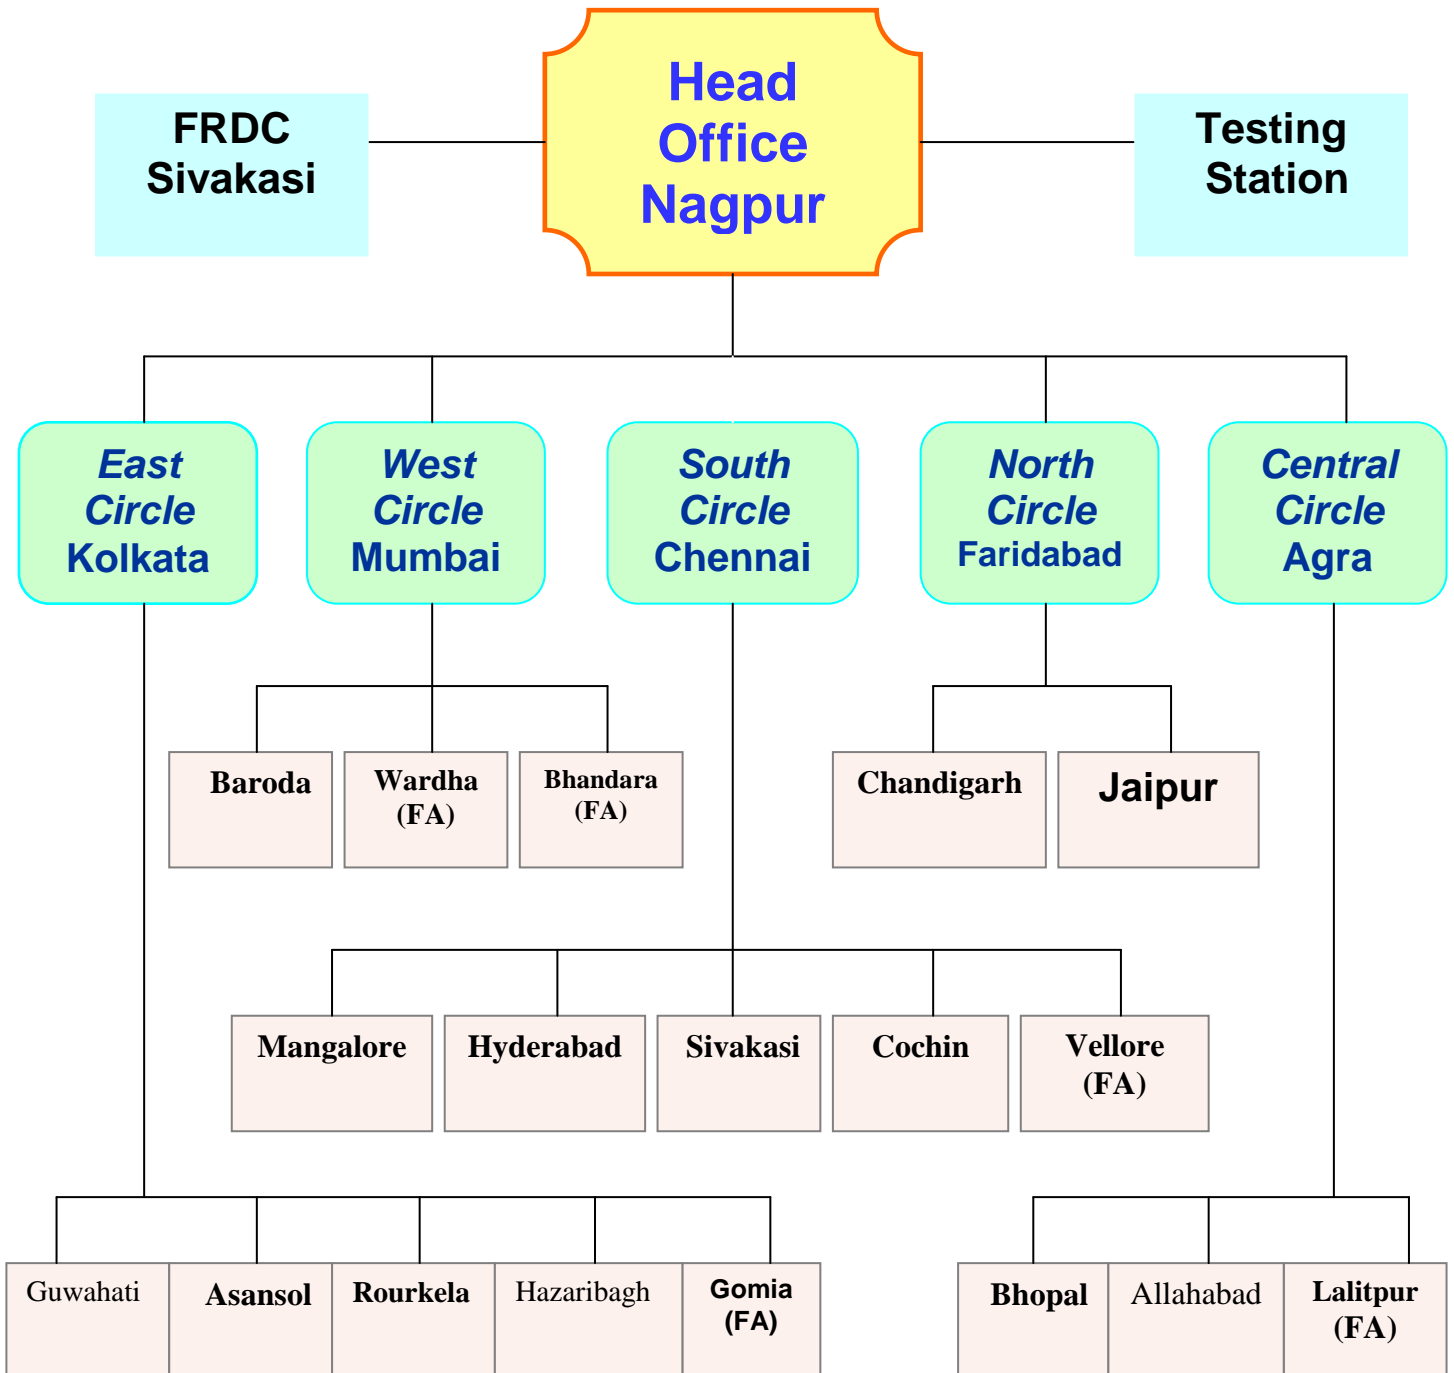 Head
Office
Nagpur
FRDC
Sivakasi
Testing
Station
East
Circle
Kolkata
West
Circle
Mumbai
South
Circle
Chennai
North
Circle
Faridabad
Central
Circle
Agra
Baroda
Wardha
(FA)
Bhandara
(FA)
Chandigarh
Jaipur
Mangalore
Hyderabad
Sivakasi
Cochin
Vellore
(FA)
Guwahati
Asansol
Rourkela
Hazaribagh
Gomia
(FA)
Bhopal
Allahabad
Lalitpur
(FA)